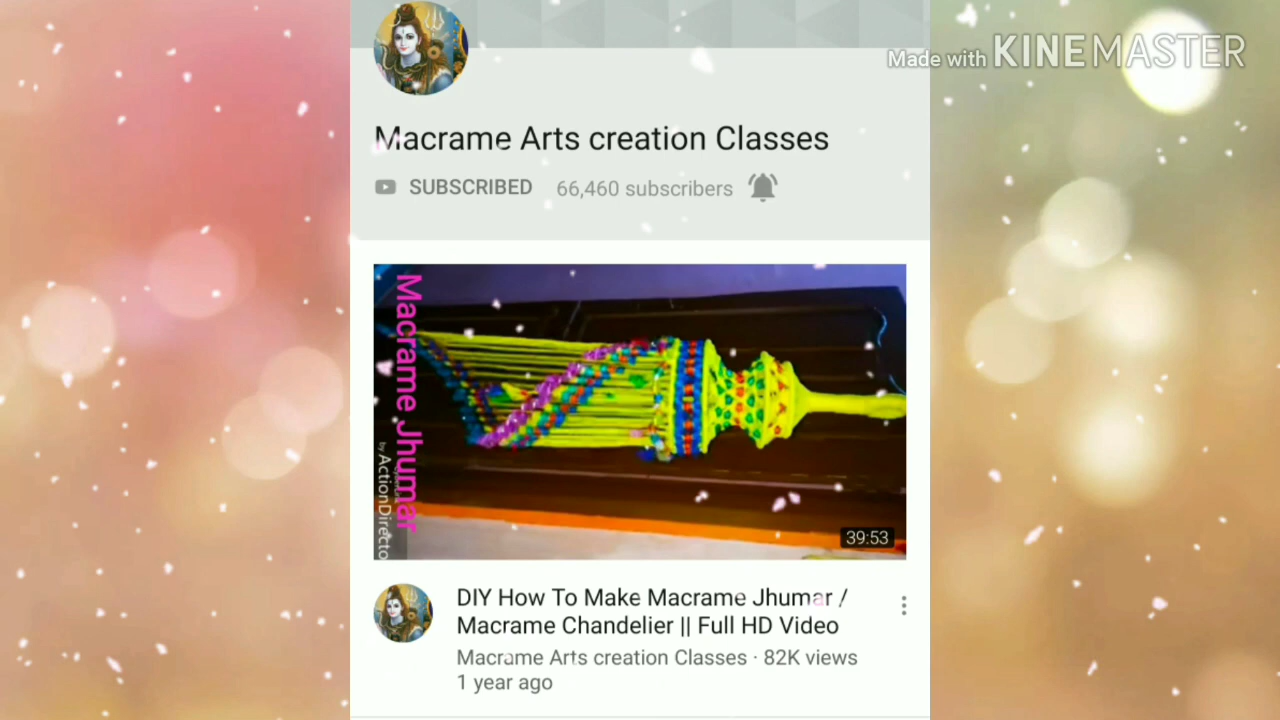 Made with KINEMASTER
Macrame Arts creation Classes
SUBSCRIBED 66,460 subscribers
Macrame Jhumar
by ActionDirecto
39:53
DIY How To Make Macrame Jhumar /
Macrame Chandelier || Full HD Video
Macrame Arts creation Classes · 82K views
1 year ago